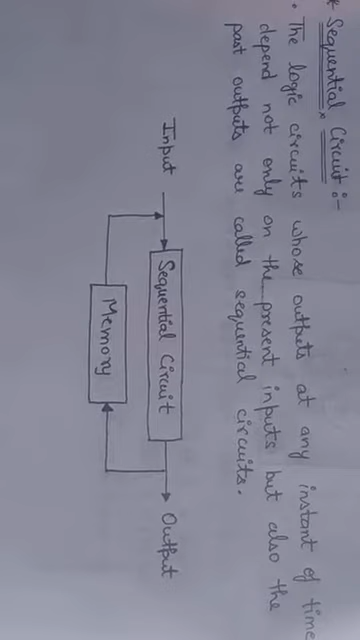 * Sequential Circuit :-
• The logic circuits whose outputs at any instant of time
depend not only on the present inputs but also the
past outputs are called sequential circuits.
Input
Sequential Circuit
Output
Memory